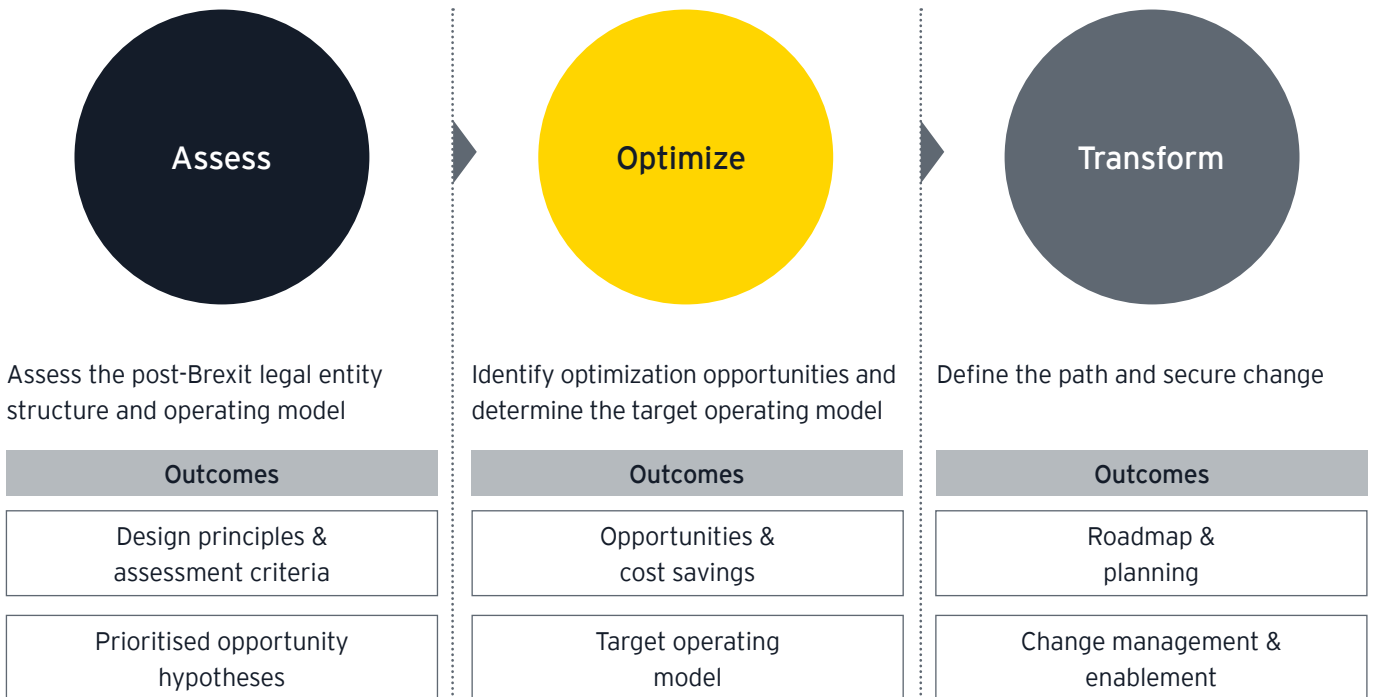 Assess
Optimize
Transform
Assess the post-Brexit legal entity
structure and operating model
Identify optimization opportunities and
determine the target operating model
Define the path and secure change
Outcomes
Outcomes
Outcomes
Design principles &
assessment criteria
Opportunities &
cost savings
Roadmap &
planning
Prioritised opportunity
hypotheses
Target operating
model
Change management &
enablement